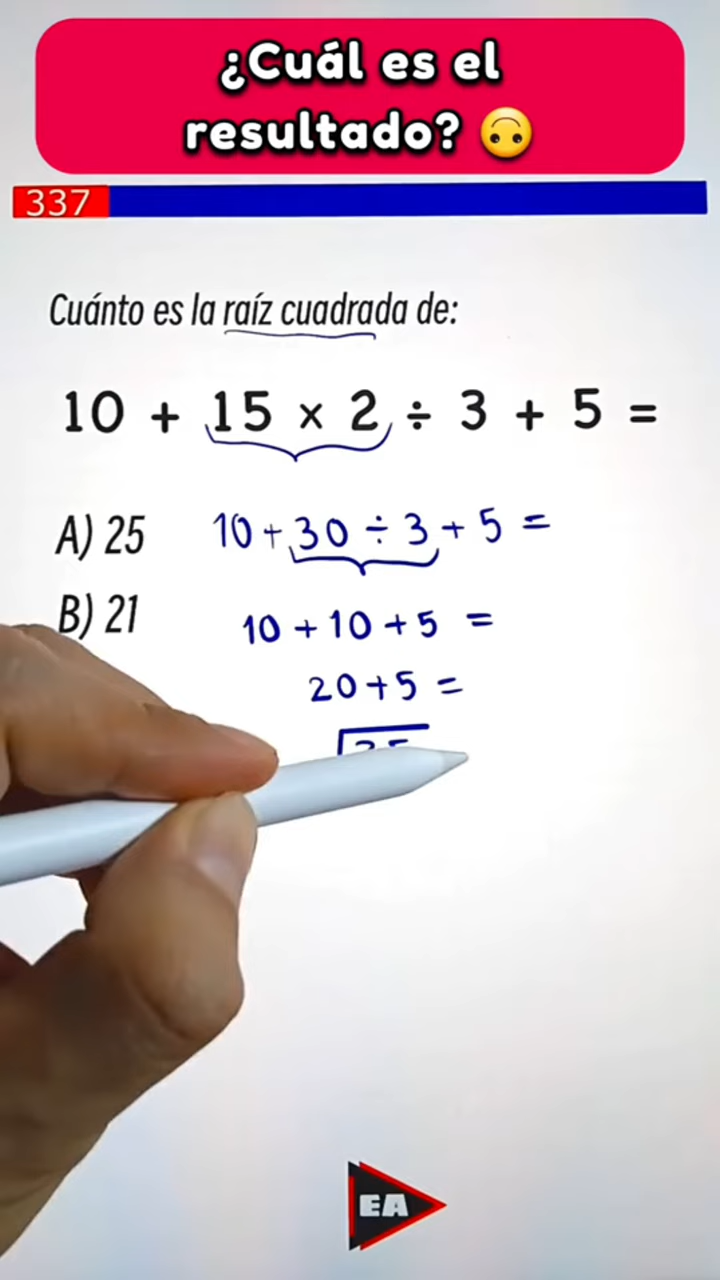 ¿Cuál es el
resultado? 🙃
337
Cuánto es la raíz cuadrada de:
10 + 15 × 2 ÷ 3 + 5 =
A) 25
10 + 30 ÷ 3 + 5 =
B) 21
10 + 10 + 5 =
20 + 5 =
EA